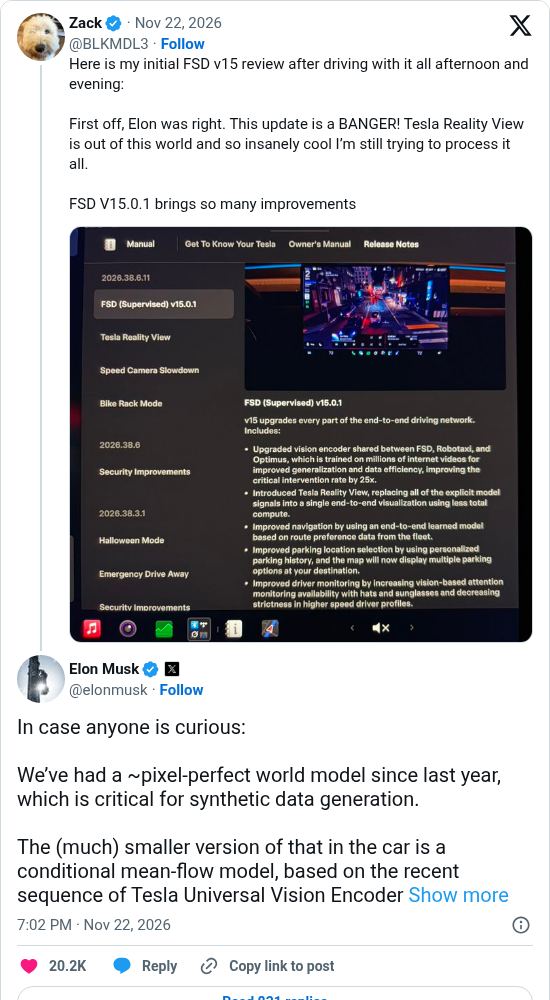 Zack · Nov 22, 2026
@BLKMDL3 · Follow
Here is my initial FSD v15 review after driving with it all afternoon and
evening:
First off, Elon was right. This update is a BANGER! Tesla Reality View
is out of this world and so insanely cool I'm still trying to process it
all.
FSD V15.0.1 brings so many improvements
Manual
Get To Know Your Tesla
Owner's Manual
Release Notes
2026.38.6.11
FSD (Supervised) v15.0.1
Tesla Reality View
Speed Camera Slowdown
Bike Rack Mode
2026.38.6
Security Improvements
2026.38.3.1
Halloween Mode
Emergency Drive Away
Security Improvements
FSD (Supervised) v15.0.1
v15 upgrades every part of the end-to-end driving network.
Includes:
• Upgraded vision encoder shared between FSD, Robotaxi, and
Optimus, which is trained on millions of internet videos for
improved generalization and data efficiency, improving the
critical intervention rate by 25x.
• Introduced Tesla Reality View, replacing all of the explicit model
signals into a single end-to-end visualization using less total
compute.
• Improved navigation by using an end-to-end learned model
based on route preference data from the fleet.
• Improved parking location selection by using personalized
parking history, and the map will now display multiple parking
options at your destination.
• Improved driver monitoring by increasing vision-based attention
monitoring availability with hats and sunglasses and decreasing
strictness in higher speed driver profiles.
Elon Musk
@elonmusk · Follow
In case anyone is curious:
We've had a ~pixel-perfect world model since last year,
which is critical for synthetic data generation.
The (much) smaller version of that in the car is a
conditional mean-flow model, based on the recent
sequence of Tesla Universal Vision Encoder Show more
7:02 PM · Nov 22, 2026
20.2K Reply Copy link to post